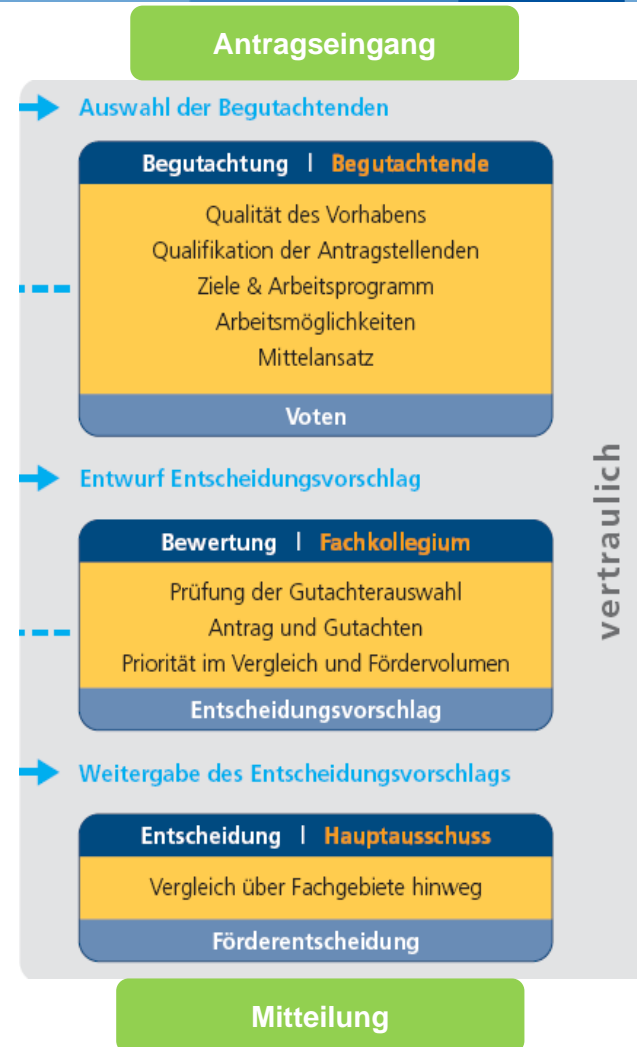 Antragseingang
Auswahl der Begutachtenden
Begutachtung | Begutachtende
Qualität des Vorhabens
Qualifikation der Antragstellenden
Ziele & Arbeitsprogramm
Arbeitsmöglichkeiten
Mittelansatz
Voten
Entwurf Entscheidungsvorschlag
Bewertung | Fachkollegium
Prüfung der Gutachterauswahl
Antrag und Gutachten
Priorität im Vergleich und Fördervolumen
Entscheidungsvorschlag
Weitergabe des Entscheidungsvorschlags
Entscheidung | Hauptausschuss
Vergleich über Fachgebiete hinweg
Förderentscheidung
vertraulich
Mitteilung